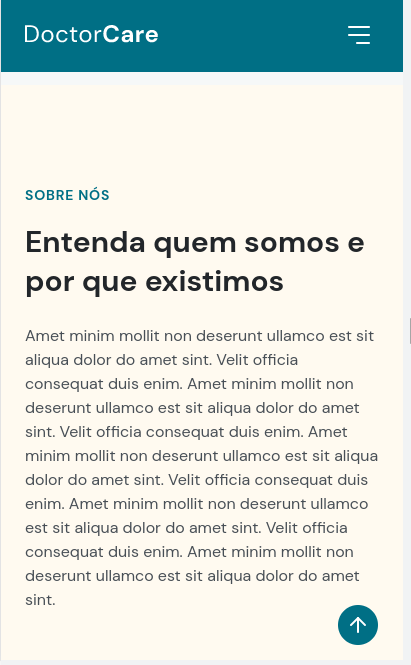 DoctorCare
SOBRE NÓS
Entenda quem somos e
por que existimos
Amet minim mollit non deserunt ullamco est sit
aliqua dolor do amet sint. Velit officia
consequat duis enim. Amet minim mollit non
deserunt ullamco est sit aliqua dolor do amet
sint. Velit officia consequat duis enim. Amet
minim mollit non deserunt ullamco est sit aliqua
dolor do amet sint. Velit officia consequat duis
enim. Amet minim mollit non deserunt ullamco
est sit aliqua dolor do amet sint. Velit officia
consequat duis enim. Amet minim mollit non
deserunt ullamco est sit aliqua dolor do amet
sint.